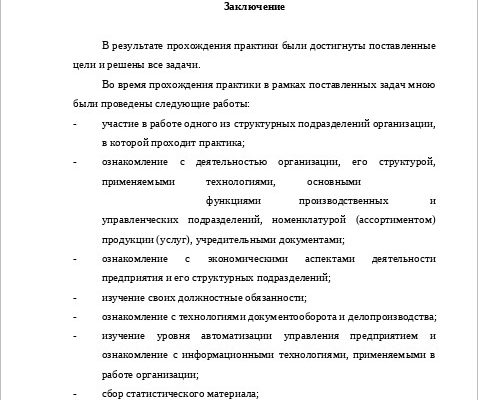 Заключение
В результате прохождения практики были достигнуты поставленные
цели и решены все задачи.
Во время прохождения практики в рамках поставленных задач мною
были проведены следующие работы:
- участие в работе одного из структурных подразделений организации,
в которой проходит практика;
- ознакомление с деятельностью организации, его структурой,
применяемыми технологиями, основными
функциями производственных и
управленческих подразделений, номенклатурой (ассортиментом)
продукции (услуг), учредительными документами;
- ознакомление с экономическими аспектами деятельности
предприятия и его структурных подразделений;
- изучение своих должностные обязанности;
- ознакомление с технологиями документооборота и делопроизводства;
- изучение уровня автоматизации управления предприятием и
ознакомление с информационными технологиями, применяемыми в
работе организации;
- сбор статистического материала;